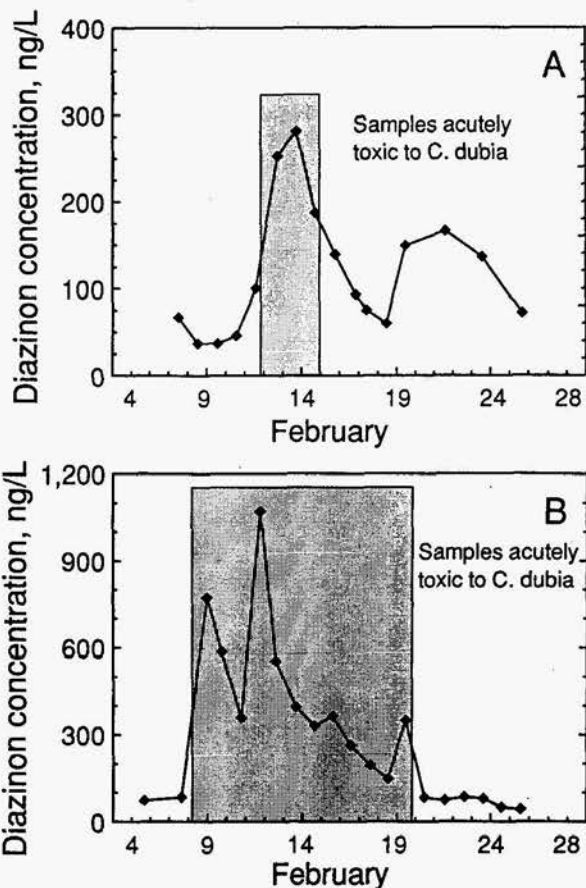 400
A
Samples acutely
toxic to C. dubia
300
200
100
0
Diazinon concentration, ng/L
4 9 14 19 24 28
February
1,200
B
Samples acutely
toxic to C. dubia
900
600
300
0
Diazinon concentration, ng/L
4 9 14 19 24 28
February